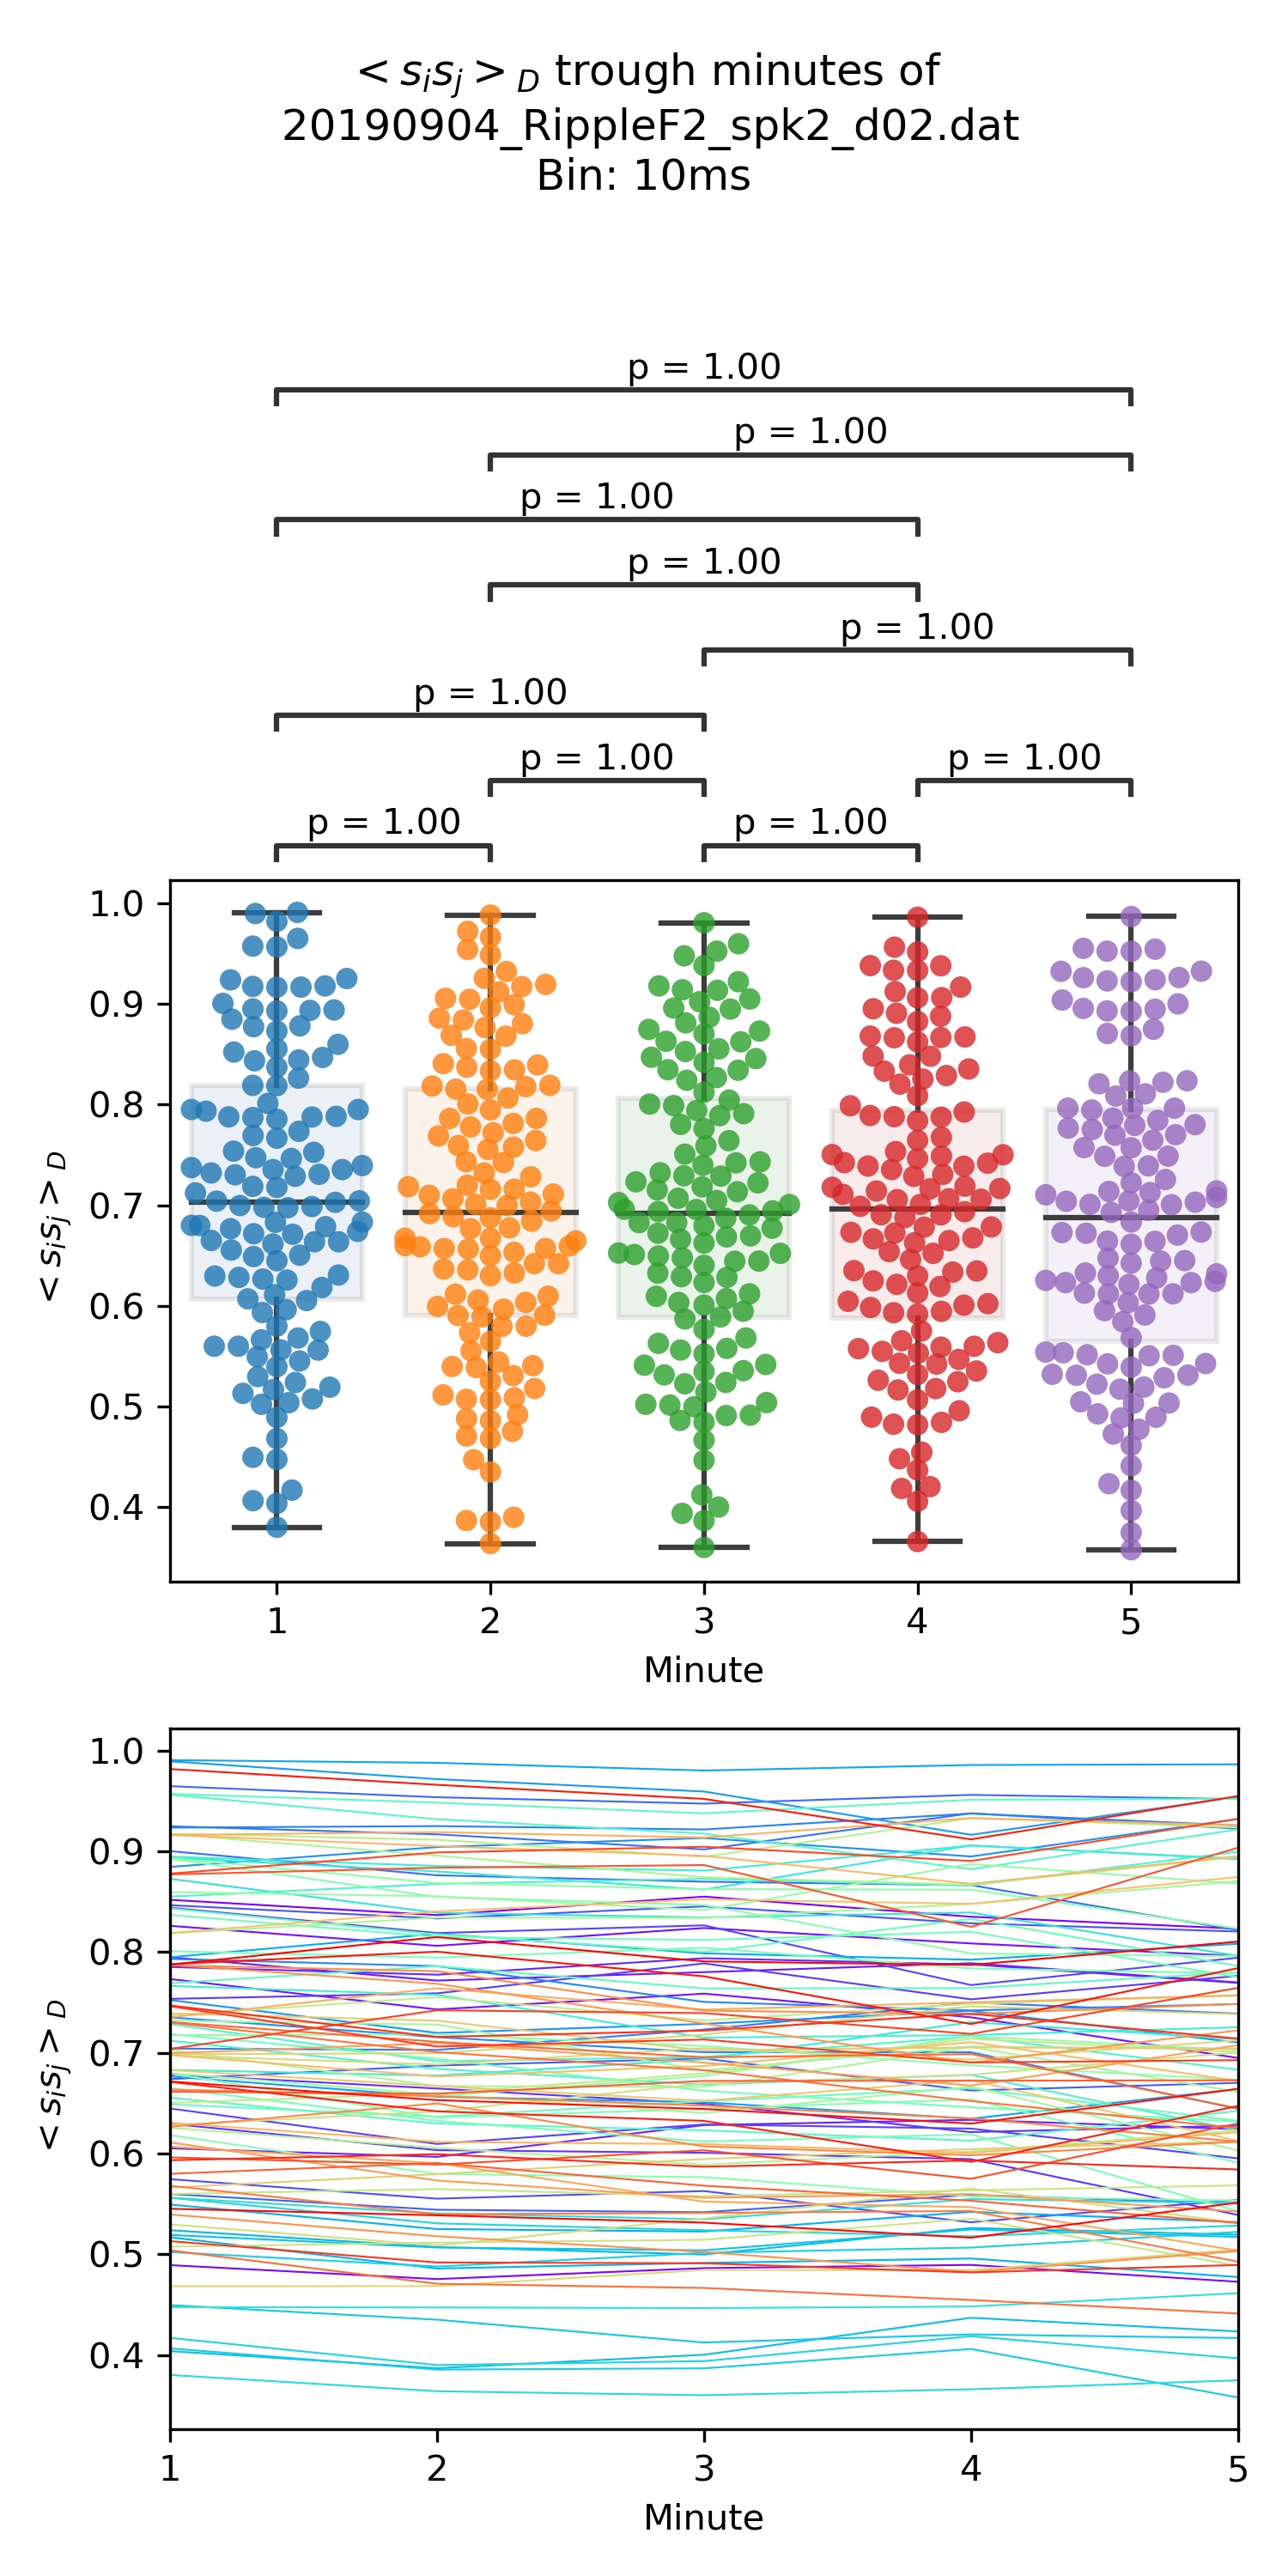 < s_i s_j >_D trough minutes of
20190904_RippleF2_spk2_d02.dat
Bin: 10ms
p = 1.00
p = 1.00
p = 1.00
p = 1.00
p = 1.00
p = 1.00
p = 1.00 p = 1.00
p = 1.00 p = 1.00
1.0
0.9
0.8
0.7
0.6
0.5
0.4
< s_i s_j >_D
1 2 3 4 5
Minute
1.0
0.9
0.8
0.7
0.6
0.5
0.4
< s_i s_j >_D
1 2 3 4 5
Minute